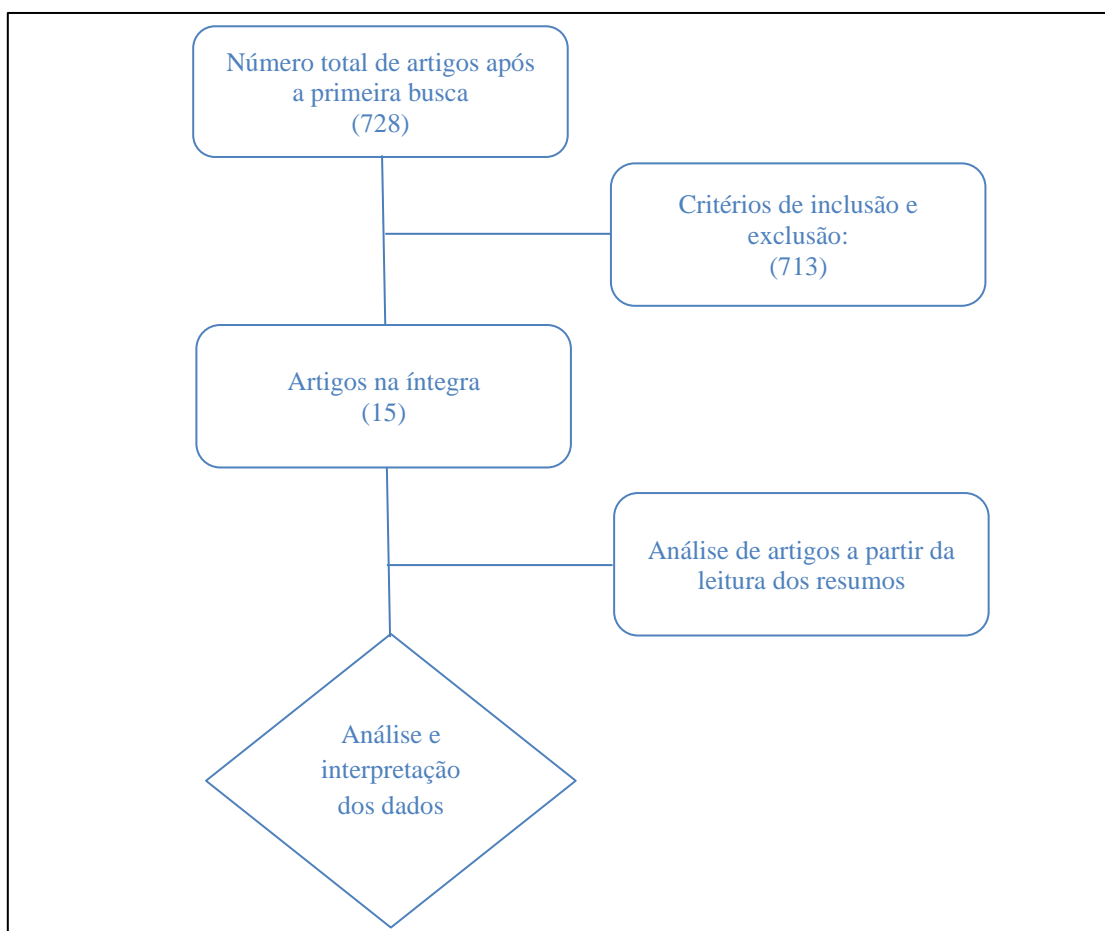 Número total de artigos após
a primeira busca
(728)
Critérios de inclusão e
exclusão:
(713)
Artigos na íntegra
(15)
Análise de artigos a partir da
leitura dos resumos
Análise e
interpretação
dos dados